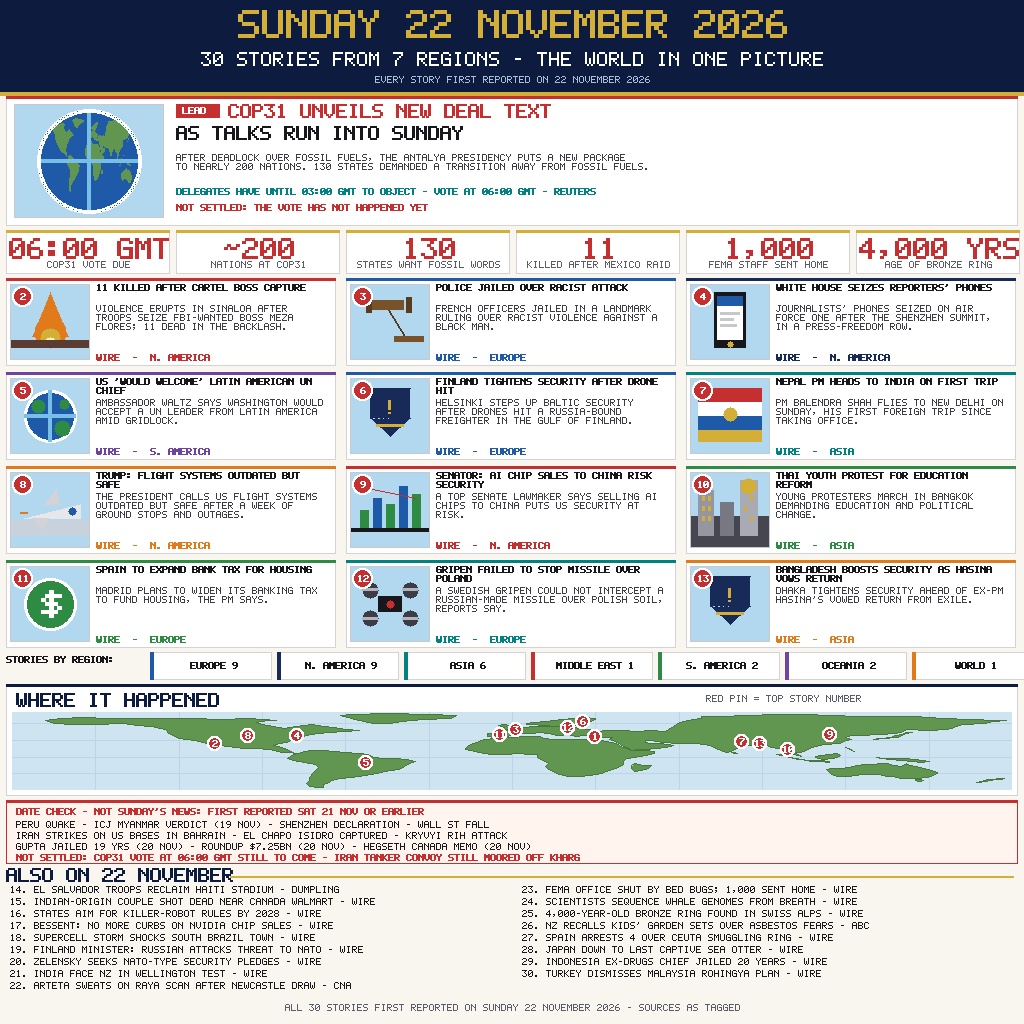 SUNDAY 22 NOVEMBER 2026
30 STORIES FROM 7 REGIONS - THE WORLD IN ONE PICTURE
EVERY STORY FIRST REPORTED ON 22 NOVEMBER 2026
LEAD COP31 UNVEILS NEW DEAL TEXT
AS TALKS RUN INTO SUNDAY
AFTER DEADLOCK OVER FOSSIL FUELS, THE ANTALYA PRESIDENCY PUTS A NEW PACKAGE
TO NEARLY 200 NATIONS. 130 STATES DEMANDED A TRANSITION AWAY FROM FOSSIL FUELS.
DELEGATES HAVE UNTIL 03:00 GMT TO OBJECT - VOTE AT 06:00 GMT - REUTERS
NOT SETTLED: THE VOTE HAS NOT HAPPENED YET
06:00 GMT
COP31 VOTE DUE
~200
NATIONS AT COP31
130
STATES WANT FOSSIL WORDS
11
KILLED AFTER MEXICO RAID
1,000
FEMA STAFF SENT HOME
4,000 YRS
AGE OF BRONZE RING
2
11 KILLED AFTER CARTEL BOSS CAPTURE
VIOLENCE ERUPTS IN SINALOA AFTER
TROOPS SEIZE FBI-WANTED BOSS MEZA
FLORES; 11 DEAD IN THE BACKLASH.
WIRE - N. AMERICA
3
POLICE JAILED OVER RACIST ATTACK
FRENCH OFFICERS JAILED IN A LANDMARK
RULING OVER RACIST VIOLENCE AGAINST A
BLACK MAN.
WIRE - EUROPE
4
WHITE HOUSE SEIZES REPORTERS' PHONES
JOURNALISTS' PHONES SEIZED ON AIR
FORCE ONE AFTER THE SHENZHEN SUMMIT,
IN A PRESS-FREEDOM ROW.
WIRE - N. AMERICA
5
US 'WOULD WELCOME' LATIN AMERICAN UN
CHIEF
AMBASSADOR WALTZ SAYS WASHINGTON WOULD
ACCEPT A UN LEADER FROM LATIN AMERICA
AMID GRIDLOCK.
WIRE - S. AMERICA
6
!
FINLAND TIGHTENS SECURITY AFTER DRONE
HIT
HELSINKI STEPS UP BALTIC SECURITY
AFTER DRONES HIT A RUSSIA-BOUND
FREIGHTER IN THE GULF OF FINLAND.
WIRE - EUROPE
7
NEPAL PM HEADS TO INDIA ON FIRST TRIP
PM BALENDRA SHAH FLIES TO NEW DELHI ON
SUNDAY, HIS FIRST FOREIGN TRIP SINCE
TAKING OFFICE.
WIRE - ASIA
8
TRUMP: FLIGHT SYSTEMS OUTDATED BUT
SAFE
THE PRESIDENT CALLS US FLIGHT SYSTEMS
OUTDATED BUT SAFE AFTER A WEEK OF
GROUND STOPS AND OUTAGES.
WIRE - N. AMERICA
9
SENATOR: AI CHIP SALES TO CHINA RISK
SECURITY
A TOP SENATE LAWMAKER SAYS SELLING AI
CHIPS TO CHINA PUTS US SECURITY AT
RISK.
WIRE - N. AMERICA
10
THAI YOUTH PROTEST FOR EDUCATION
REFORM
YOUNG PROTESTERS MARCH IN BANGKOK
DEMANDING EDUCATION AND POLITICAL
CHANGE.
WIRE - ASIA
11
$
SPAIN TO EXPAND BANK TAX FOR HOUSING
MADRID PLANS TO WIDEN ITS BANKING TAX
TO FUND HOUSING, THE PM SAYS.
WIRE - EUROPE
12
GRIPEN FAILED TO STOP MISSILE OVER
POLAND
A SWEDISH GRIPEN COULD NOT INTERCEPT A
RUSSIAN-MADE MISSILE OVER POLISH SOIL,
REPORTS SAY.
WIRE - EUROPE
13
!
BANGLADESH BOOSTS SECURITY AS HASINA
VOWS RETURN
DHAKA TIGHTENS SECURITY AHEAD OF EX-PM
HASINA'S VOWED RETURN FROM EXILE.
WIRE - ASIA
STORIES BY REGION:
EUROPE 9
N. AMERICA 9
ASIA 6
MIDDLE EAST 1
S. AMERICA 2
OCEANIA 2
WORLD 1
WHERE IT HAPPENED
RED PIN = TOP STORY NUMBER
2
8
4
5
11
3
12
6
1
7
13
10
9
DATE CHECK - NOT SUNDAY'S NEWS: FIRST REPORTED SAT 21 NOV OR EARLIER
PERU QUAKE - ICJ MYANMAR VERDICT (19 NOV) - SHENZHEN DECLARATION - WALL ST FALL
IRAN STRIKES ON US BASES IN BAHRAIN - EL CHAPO ISIDRO CAPTURED - KRYVYI RIH ATTACK
GUPTA JAILED 19 YRS (20 NOV) - ROUNDUP $7.25BN (20 NOV) - HEGSETH CANADA MEMO (20 NOV)
NOT SETTLED: COP31 VOTE AT 06:00 GMT STILL TO COME - IRAN TANKER CONVOY STILL MOORED OFF KHARG
ALSO ON 22 NOVEMBER
14. EL SALVADOR TROOPS RECLAIM HAITI STADIUM - DUMPLING
15. INDIAN-ORIGIN COUPLE SHOT DEAD NEAR CANADA WALMART - WIRE
16. STATES AIM FOR KILLER-ROBOT RULES BY 2028 - WIRE
17. BESSENT: NO MORE CURBS ON NVIDIA CHIP SALES - WIRE
18. SUPERCELL STORM SHOCKS SOUTH BRAZIL TOWN - WIRE
19. FINLAND MINISTER: RUSSIAN ATTACKS THREAT TO NATO - WIRE
20. ZELENSKY SEEKS NATO-TYPE SECURITY PLEDGES - WIRE
21. INDIA FACE NZ IN WELLINGTON TEST - WIRE
22. ARTETA SWEATS ON RAYA SCAN AFTER NEWCASTLE DRAW - CNA
23. FEMA OFFICE SHUT BY BED BUGS; 1,000 SENT HOME - WIRE
24. SCIENTISTS SEQUENCE WHALE GENOMES FROM BREATH - WIRE
25. 4,000-YEAR-OLD BRONZE RING FOUND IN SWISS ALPS - WIRE
26. NZ RECALLS KIDS' GARDEN SETS OVER ASBESTOS FEARS - ABC
27. SPAIN ARRESTS 4 OVER CEUTA SMUGGLING RING - WIRE
28. JAPAN DOWN TO LAST CAPTIVE SEA OTTER - WIRE
29. INDONESIA EX-DRUGS CHIEF JAILED 20 YEARS - WIRE
30. TURKEY DISMISSES MALAYSIA ROHINGYA PLAN - WIRE
ALL 30 STORIES FIRST REPORTED ON SUNDAY 22 NOVEMBER 2026 - SOURCES AS TAGGED